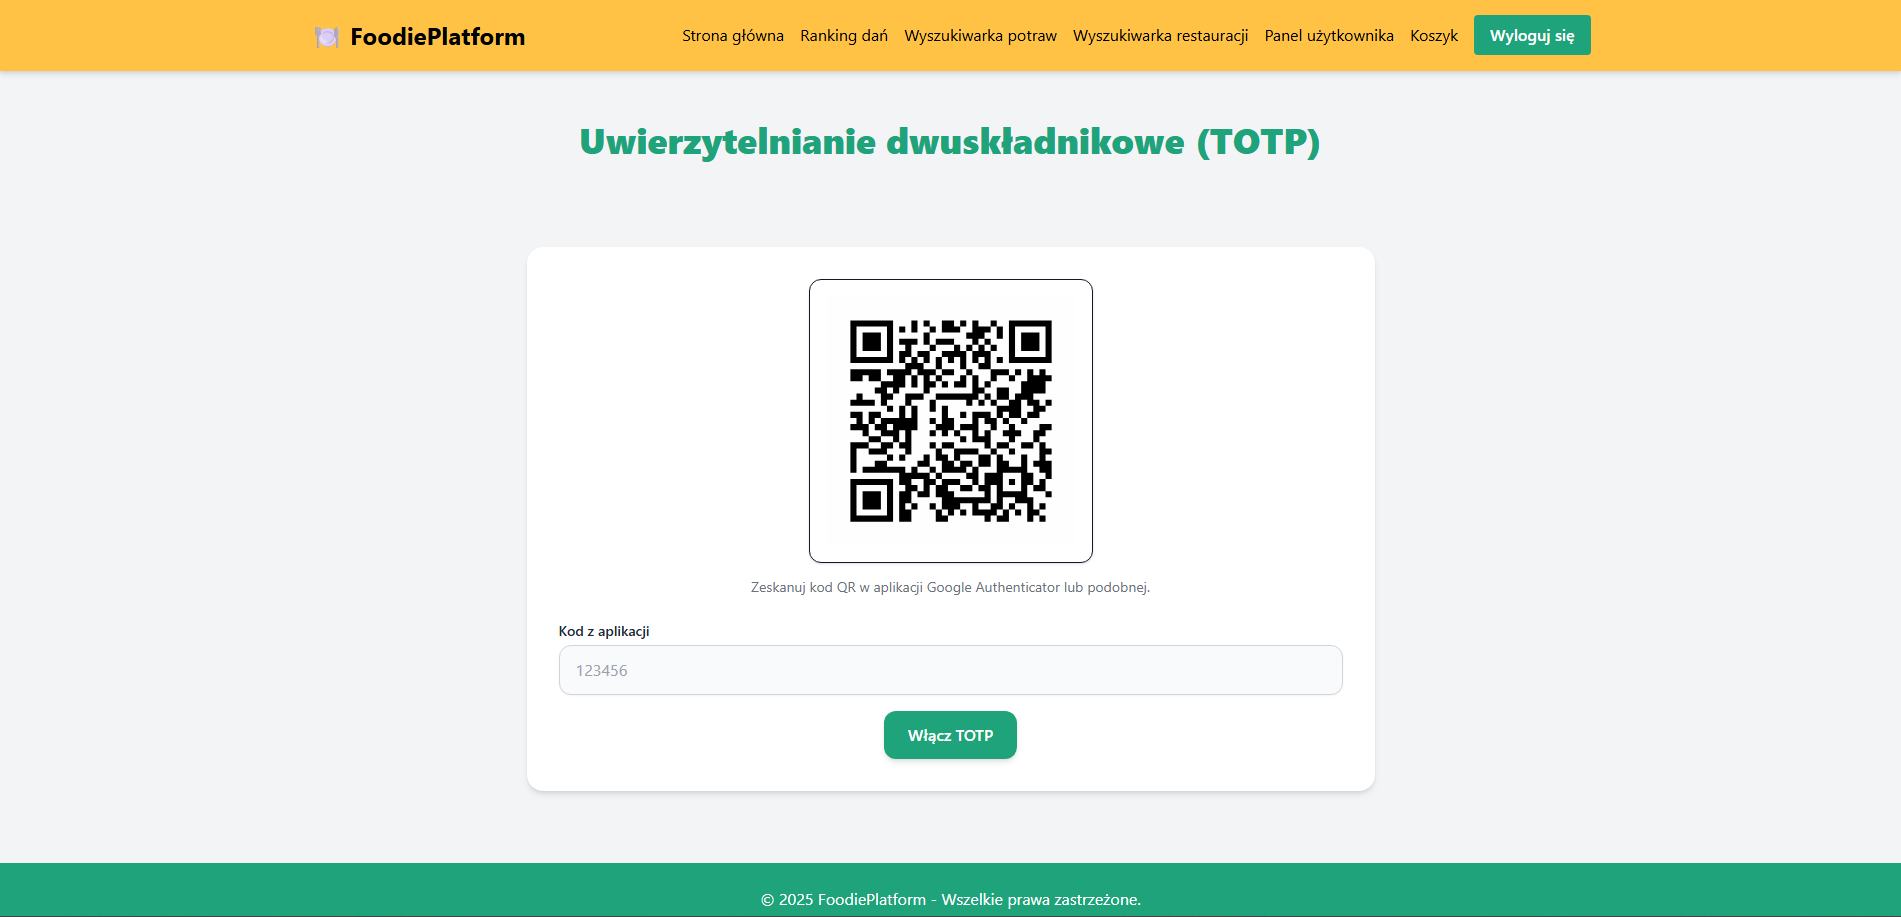 FoodiePlatform
Strona główna Ranking dań Wyszukiwarka potraw Wyszukiwarka restauracji Panel użytkownika Koszyk Wyloguj się
Uwierzytelnianie dwuskładnikowe (TOTP)
Zeskanuj kod QR w aplikacji Google Authenticator lub podobnej.
Kod z aplikacji
123456
Włącz TOTP
© 2025 FoodiePlatform - Wszelkie prawa zastrzeżone.